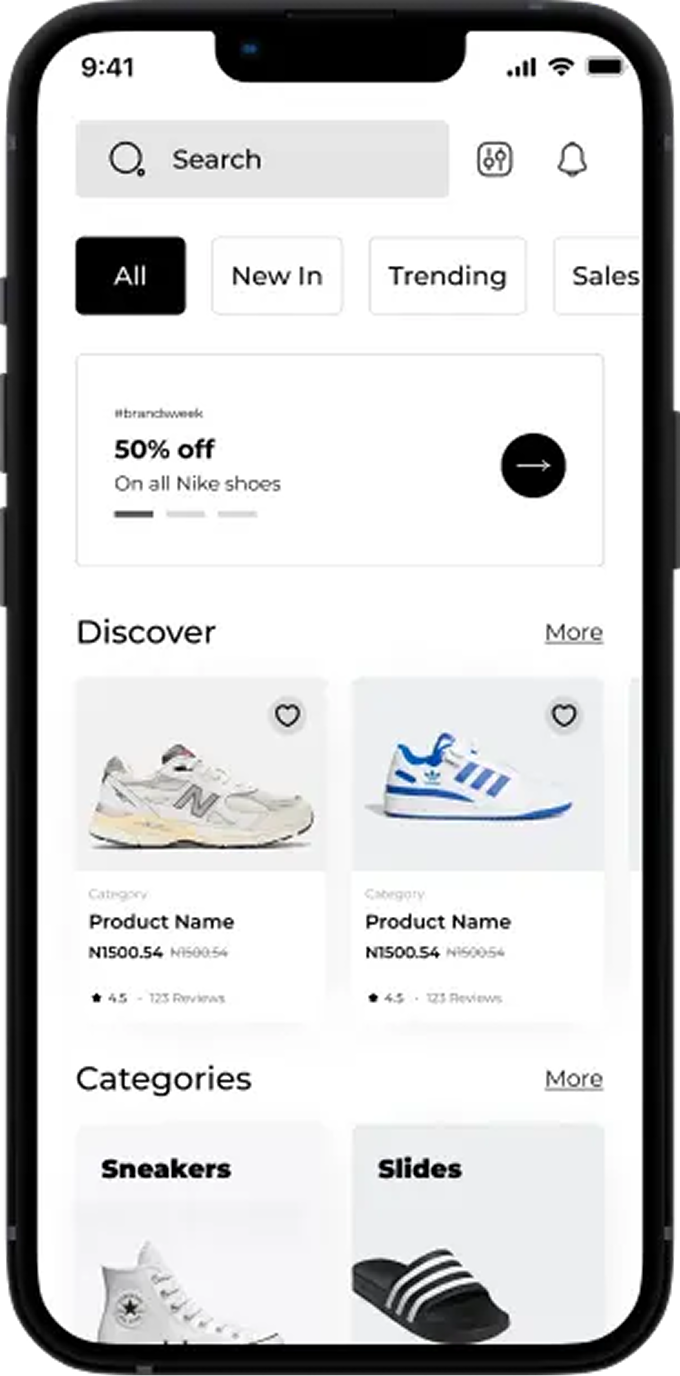 9:41
Search
All New In Trending Sales
#brandsweek
50% off
On all Nike shoes
Discover More
Category Category
Product Name Product Name
N1500.54 N1500.54 N1500.54 N1500.54
4.5 - 123 Reviews 4.5 - 123 Reviews
Categories More
Sneakers Slides